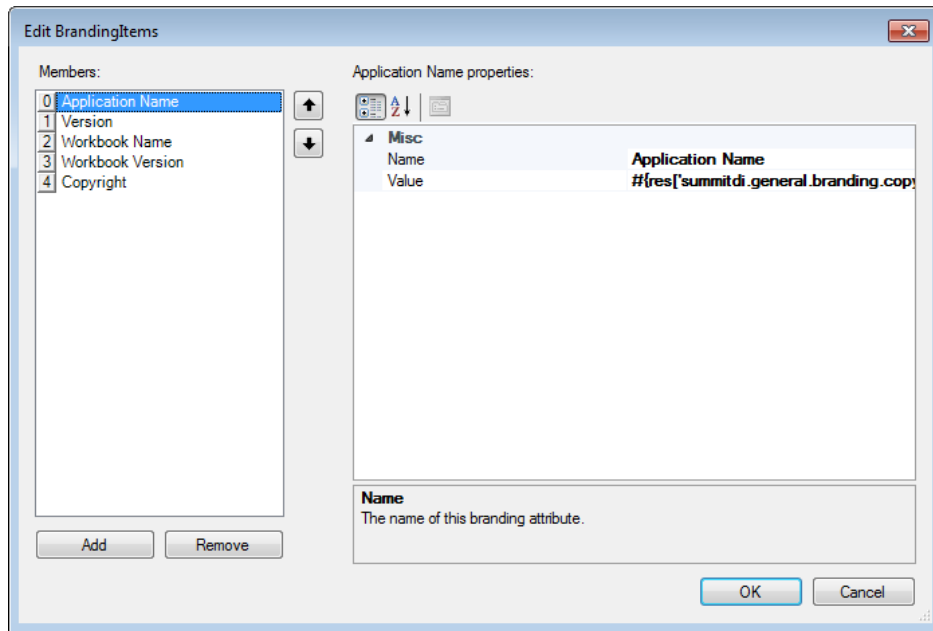 Edit BrandingItems
Members:
0 Application Name
1 Version
2 Workbook Name
3 Workbook Version
4 Copyright
Add Remove
Application Name properties:
A
Z
Misc
Name Application Name
Value #{res['summitdi.general.branding.copy
Name
The name of this branding attribute.
OK Cancel